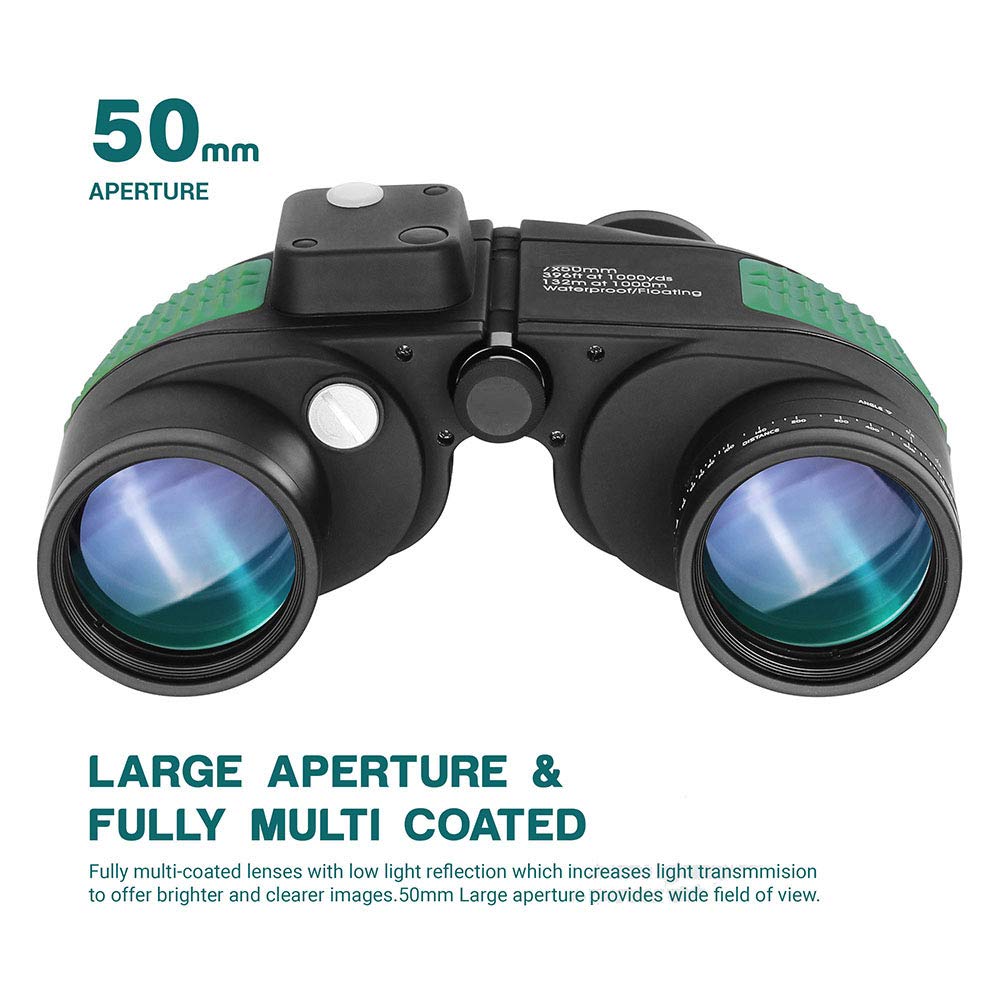 50mm
APERTURE
7x50mm
396ft at 1000yds
132m at 1000m
Waterproof/Floating
ANGLE
DISTANCE
LARGE APERTURE &
FULLY MULTI COATED
Fully multi-coated lenses with low light reflection which increases light transmmision
to offer brighter and clearer images.50mm Large aperture provides wide field of view.